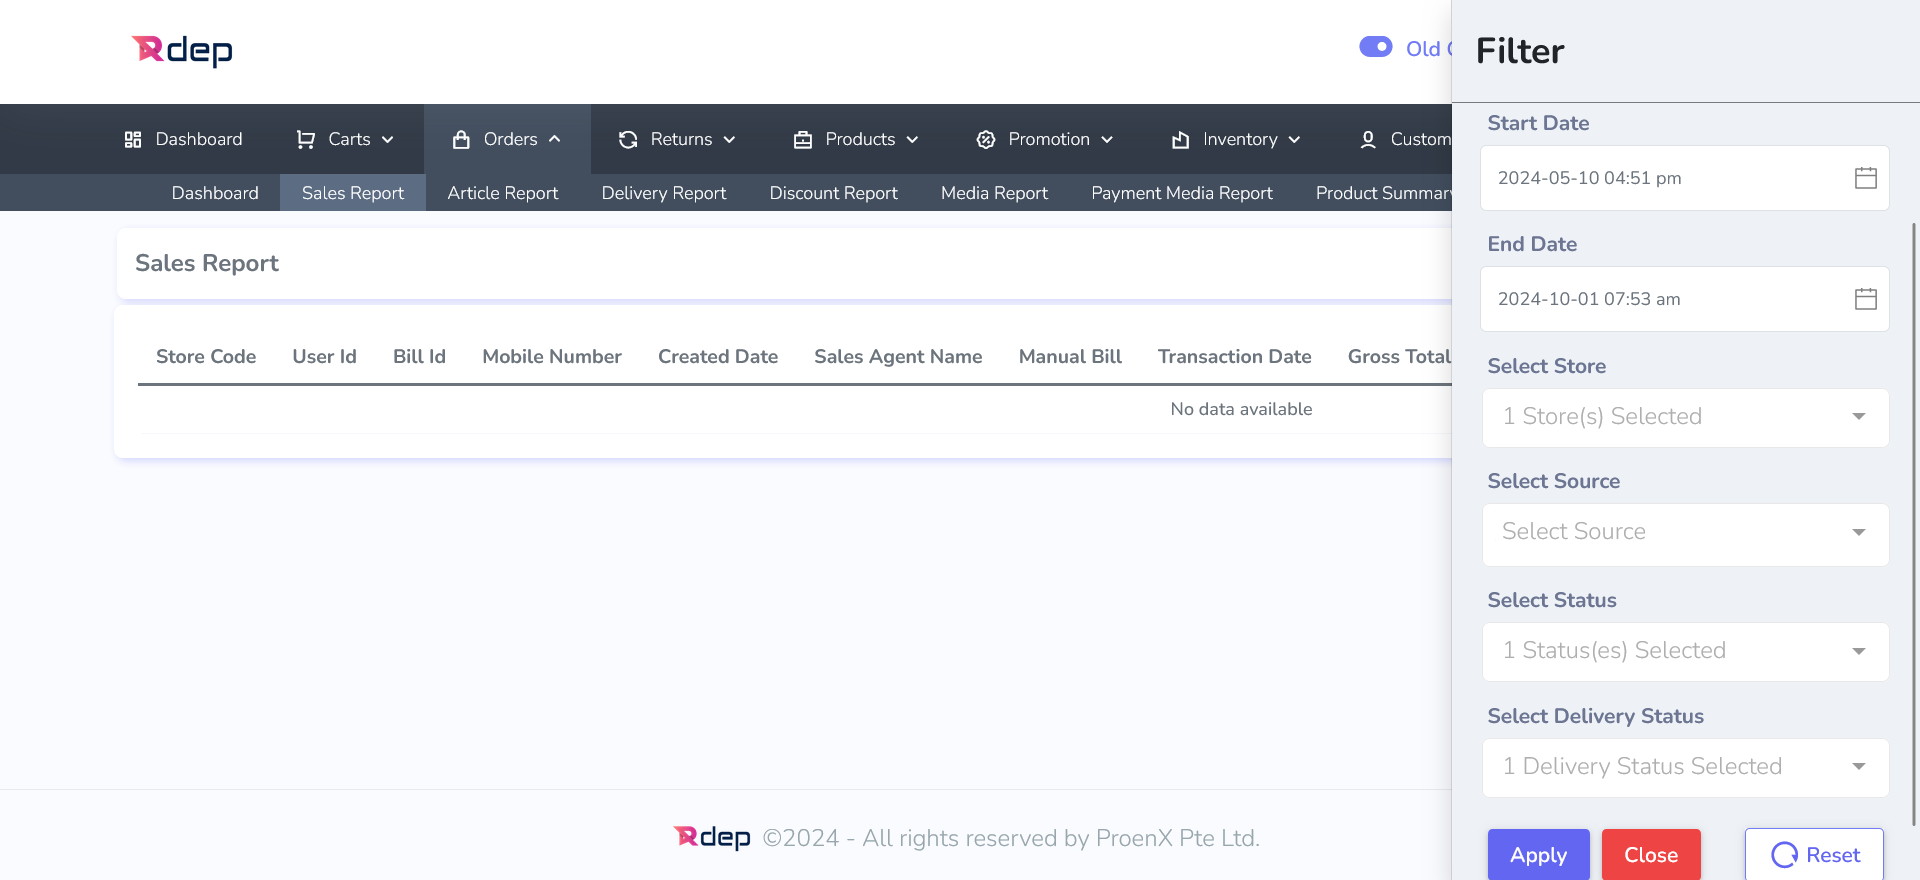 Rdep
Old
Dashboard Carts Orders Returns Products Promotion Inventory Custom
Dashboard Sales Report Article Report Delivery Report Discount Report Media Report Payment Media Report Product Summary
Sales Report
Store Code User Id Bill Id Mobile Number Created Date Sales Agent Name Manual Bill Transaction Date Gross Total
No data available
Rdep ©2024 - All rights reserved by ProenX Pte Ltd.
Filter
Start Date
2024-05-10 04:51 pm
End Date
2024-10-01 07:53 am
Select Store
1 Store(s) Selected
Select Source
Select Source
Select Status
1 Status(es) Selected
Select Delivery Status
1 Delivery Status Selected
Apply Close Reset